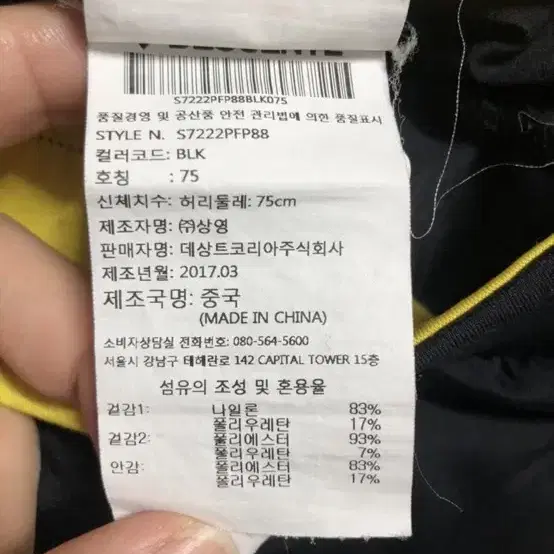 DESCENTE
S7222PFP88BLK075
품질경영 및 공산품 안전 관리법에 의한 품질표시
STYLE N. S7222PFP88
컬러코드: BLK
호칭 : 75
신체치수: 허리둘레: 75cm
제조자명: ㈜상영
판매자명: 데상트코리아주식회사
제조년월: 2017.03
제조국명: 중국
(MADE IN CHINA)
소비자상담실 전화번호: 080-564-5600
서울시 강남구 테헤란로 142 CAPITAL TOWER 15층
섬유의 조성 및 혼용율
겉감1: 나일론 83%
폴리우레탄 17%
겉감2: 폴리에스터 93%
폴리우레탄 7%
안감: 폴리에스터 83%
폴리우레탄 17%